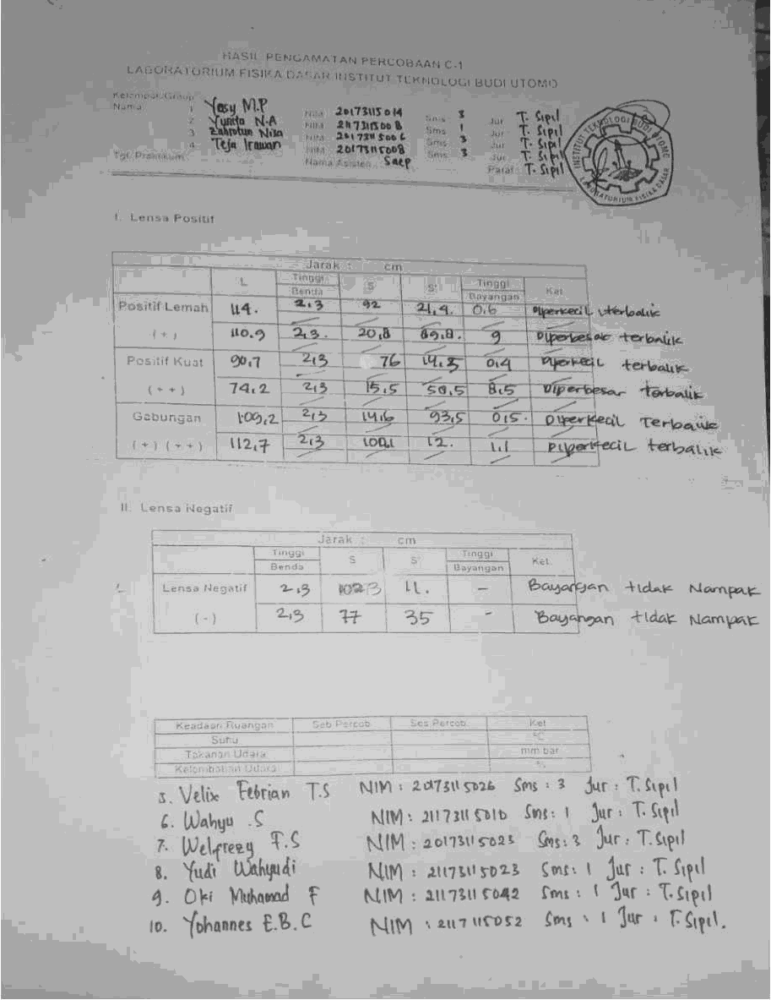 HASIL PENGAMATAN PERCOBAAN C-1
LABORATORIUM FISIKA DASAR INSTITUT TEKNOLOGI BUDI UTOMO
Kelompok/Group
Nama 1 Yosy M.P NIM 20173115014 Sms 3 Jur T. Sipil
2 Yunita N.A NIM 2117311500B Sms 1 Jur T. Sipil
3 Zahrotun Nisa NIM Sms 3 Jur T. Sipil
4 Teja Irawan NIM 20173115008 Sms 3 Jur T. Sipil
Tgl. Praktikum Nama Asisten Saep Paraf T. Sipil
INSTITUT TEKNOLOGI BUDI UTOMO
LABORATORIUM FISIKA DASAR
I. Lensa Positif
Jarak : cm
L Tinggi Benda S S' Tinggi Bayangan Ket
Positif Lemah 114. 2,3 92 21,4. 0,6 Diperkecil terbalik
(+) 110.9 2,3. 20,8 89,8. 9 Diperbesar terbalik
Positif Kuat 90,7 2,3 76 14,3 0,4 Diperkecil terbalik
(++) 74,2 2,3 15,5 58,5 8,5 Diperbesar terbalik
Gabungan 109,2 2,3 14,6 93,5 0,5. Diperkecil Terbalik
(+) (++) 112,7 2,3 100,1 12. 1,1 Diperkecil terbalik
II. Lensa Negatif
Jarak : cm
Tinggi Benda S S' Tinggi Bayangan Ket.
Lensa Negatif 2,3 102,3 11. - Bayangan tidak Nampak
(-) 2,3 77 35 - Bayangan tidak Nampak
Keadaan Ruangan Seb Percob Ses Percob Ket
Suhu °C
Tekanan Udara mm bar
Kelembaban Udara %
5. Velix Febrian T.S NIM : 20173115026 Sms : 3 Jur : T. Sipil
6. Wahyu .S NIM : 21173115010 Sms : 1 Jur : T. Sipil
7. Welfrezy F.S NIM : 20173115023 Sms : 3 Jur : T. Sipil
8. Yudi Wahyudi NIM : 21173115023 Sms : 1 Jur : T. Sipil
9. Oki Muhamad F NIM : 21173115042 Sms : 1 Jur : T. Sipil
10. Yohannes E.B.C NIM : 2117115052 Sms : 1 Jur : T. Sipil.